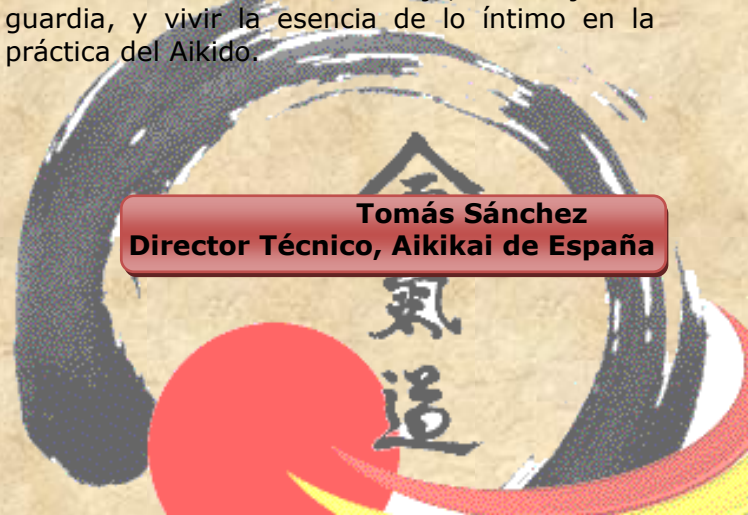 guardia, y vivir la esencia de lo íntimo en la
práctica del Aikido.
Tomás Sánchez
Director Técnico, Aikikai de España
氣
道